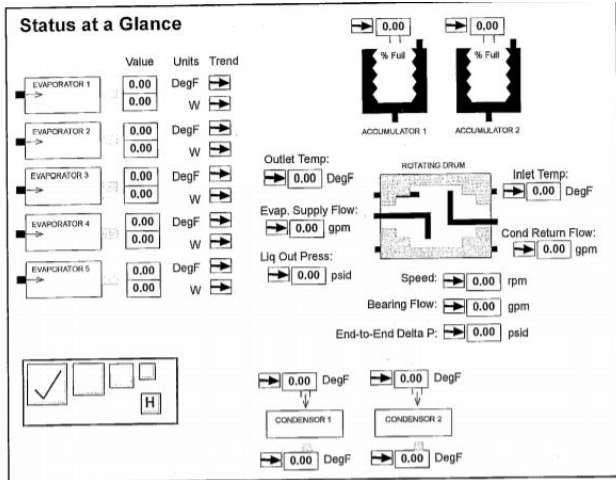 Status at a Glance
Value Units Trend
EVAPORATOR 1 0.00 DegF
0.00 W
EVAPORATOR 2 0.00 DegF
0.00 W
EVAPORATOR 3 0.00 DegF
0.00 W
EVAPORATOR 4 0.00 DegF
0.00 W
EVAPORATOR 5 0.00 DegF
0.00 W
0.00 0.00
% Full % Full
ACCUMULATOR 1 ACCUMULATOR 2
ROTATING DRUM
Outlet Temp:
0.00 DegF
Evap. Supply Flow:
0.00 gpm
Liq Out Press:
0.00 psid
Inlet Temp:
0.00 DegF
Cond Return Flow:
0.00 gpm
Speed: 0.00 rpm
Bearing Flow: 0.00 gpm
End-to-End Delta P: 0.00 psid
H
0.00 DegF 0.00 DegF
CONDENSOR 1 CONDENSOR 2
0.00 DegF 0.00 DegF